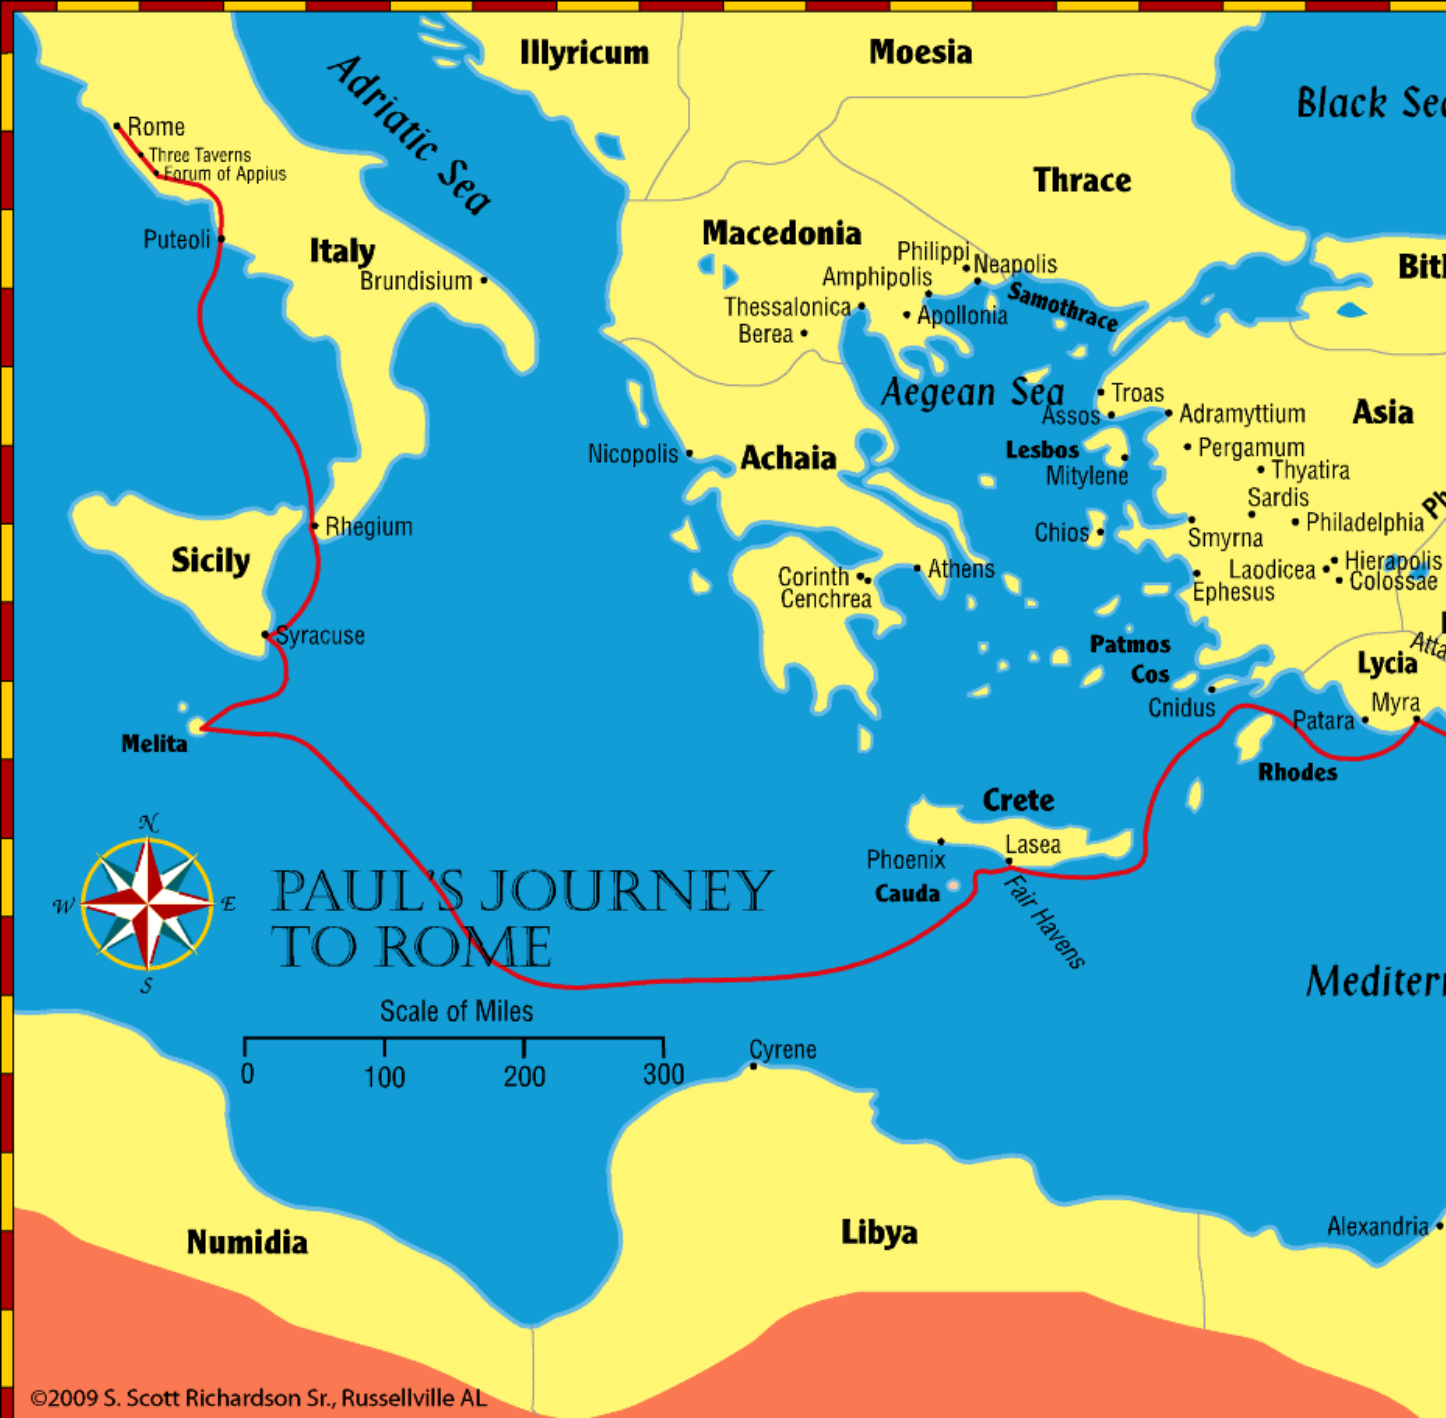 Illyricum
Moesia
Adriatic Sea
Black Sea
Rome
Three Taverns
Forum of Appius
Thrace
Puteoli
Italy
Brundisium
Macedonia
Philippi
Neapolis
Amphipolis
Samothrace
Thessalonica
Apollonia
Berea
Aegean Sea
Troas
Assos
Adramyttium
Asia
Nicopolis
Achaia
Lesbos
Mitylene
Pergamum
Thyatira
Sardis
Philadelphia
Rhegium
Sicily
Chios
Smyrna
Corinth
Cenchrea
Athens
Laodicea
Hierapolis
Colossae
Ephesus
Syracuse
Patmos
Cos
Cnidus
Lycia
Myra
Patara
Melita
Rhodes
Crete
Lasea
Phoenix
Cauda
Fair Havens
N
W
E
S
PAUL'S JOURNEY
TO ROME
Scale of Miles
0 100 200 300
Cyrene
Numidia
Libya
Alexandria
©2009 S. Scott Richardson Sr., Russellville AL